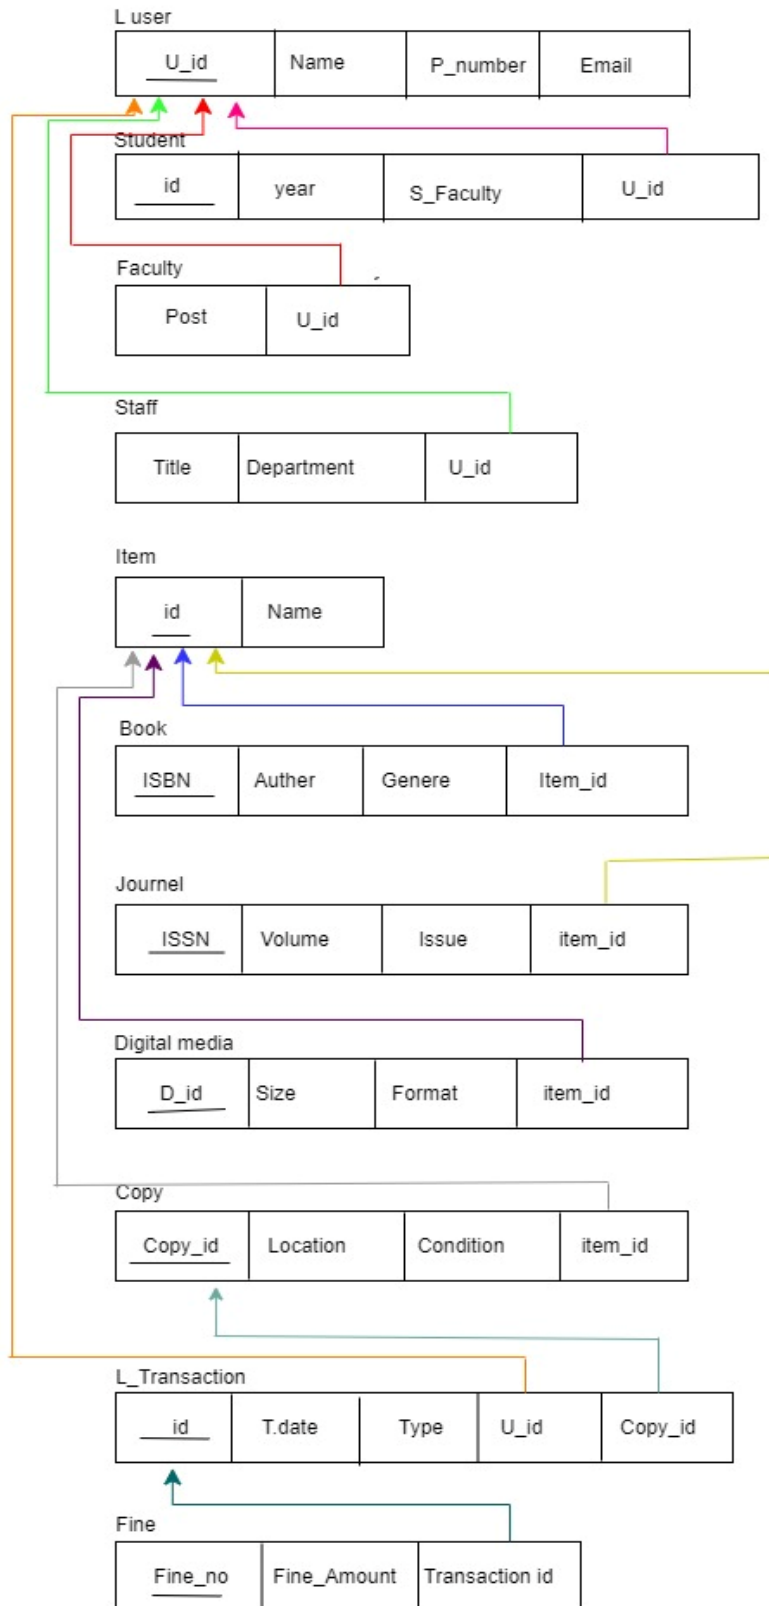 L user
U_id Name P_number Email
Student
id year S_Faculty U_id
Faculty
Post U_id
Staff
Title Department U_id
Item
id Name
Book
ISBN Auther Genere Item_id
Journel
ISSN Volume Issue item_id
Digital media
D_id Size Format item_id
Copy
Copy_id Location Condition item_id
L_Transaction
id T.date Type U_id Copy_id
Fine
Fine_no Fine_Amount Transaction id